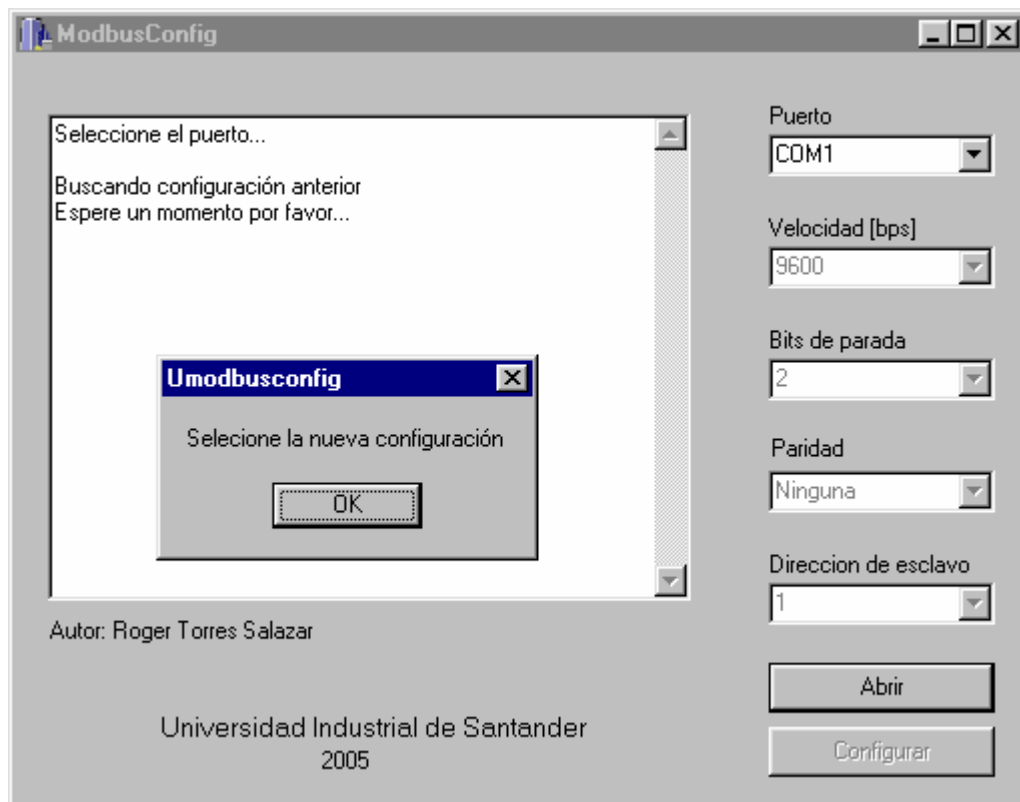 ModbusConfig
Seleccione el puerto...
Buscando configuración anterior
Espere un momento por favor...
Umodbusconfig
Selecione la nueva configuración
OK
Autor: Roger Torres Salazar
Universidad Industrial de Santander
2005
Puerto
COM1
Velocidad [bps]
9600
Bits de parada
2
Paridad
Ninguna
Direccion de esclavo
1
Abrir
Configurar